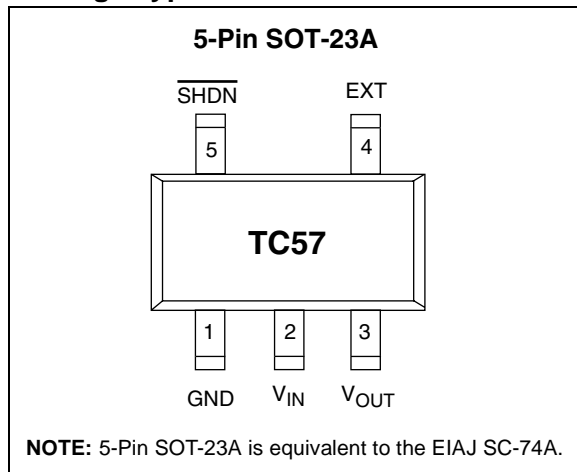 5-Pin SOT-23A
SHDN EXT
5 4
TC57
1 2 3
GND VIN VOUT
NOTE: 5-Pin SOT-23A is equivalent to the EIAJ SC-74A.